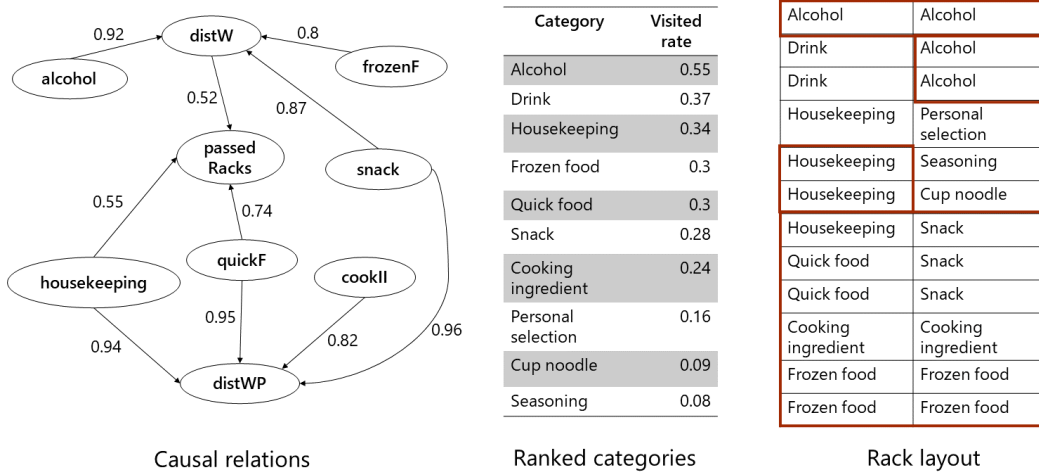 0.92
distW
0.8
alcohol
frozenF
0.52
0.87
passed
Racks
snack
0.55
0.74
housekeeping
quickF
cookII
0.95
0.94
0.82
0.96
distWP
Causal relations
Category Visited
rate
Alcohol 0.55
Drink 0.37
Housekeeping 0.34
Frozen food 0.3
Quick food 0.3
Snack 0.28
Cooking
ingredient 0.24
Personal
selection 0.16
Cup noodle 0.09
Seasoning 0.08
Ranked categories
Alcohol Alcohol
Drink Alcohol
Drink Alcohol
Housekeeping Personal
selection
Housekeeping Seasoning
Housekeeping Cup noodle
Housekeeping Snack
Quick food Snack
Quick food Snack
Cooking Cooking
ingredient ingredient
Frozen food Frozen food
Frozen food Frozen food
Rack layout